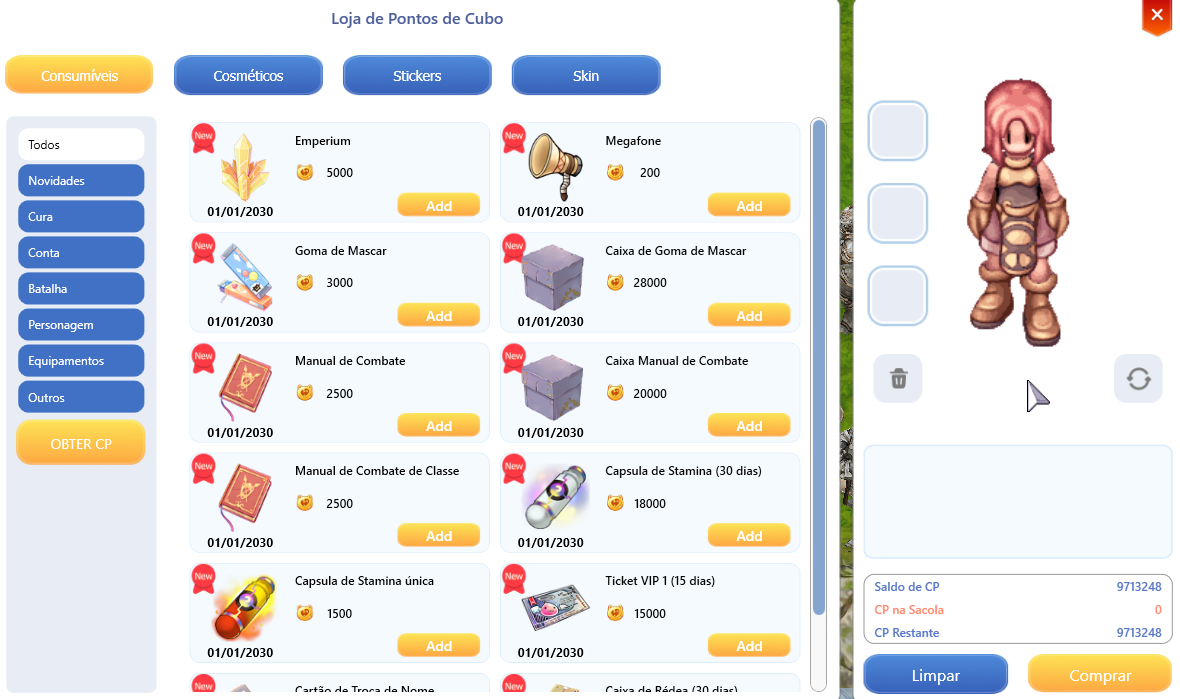 Loja de Pontos de Cubo
Consumíveis
Cosméticos
Stickers
Skin
Todos
Novidades
Cura
Conta
Batalha
Personagem
Equipamentos
Outros
OBTER CP
New
Emperium
5000
Add
01/01/2030
New
Megafone
200
Add
01/01/2030
New
Goma de Mascar
3000
Add
01/01/2030
New
Caixa de Goma de Mascar
28000
Add
01/01/2030
New
Manual de Combate
2500
Add
01/01/2030
New
Caixa Manual de Combate
20000
Add
01/01/2030
New
Manual de Combate de Classe
2500
Add
01/01/2030
New
Capsula de Stamina (30 dias)
18000
Add
01/01/2030
New
Capsula de Stamina única
1500
Add
01/01/2030
New
Ticket VIP 1 (15 dias)
15000
Add
01/01/2030
New
Cartão de Troca de Nome
New
Caixa de Rédea (30 dias)
Saldo de CP 9713248
CP na Sacola 0
CP Restante 9713248
Limpar
Comprar